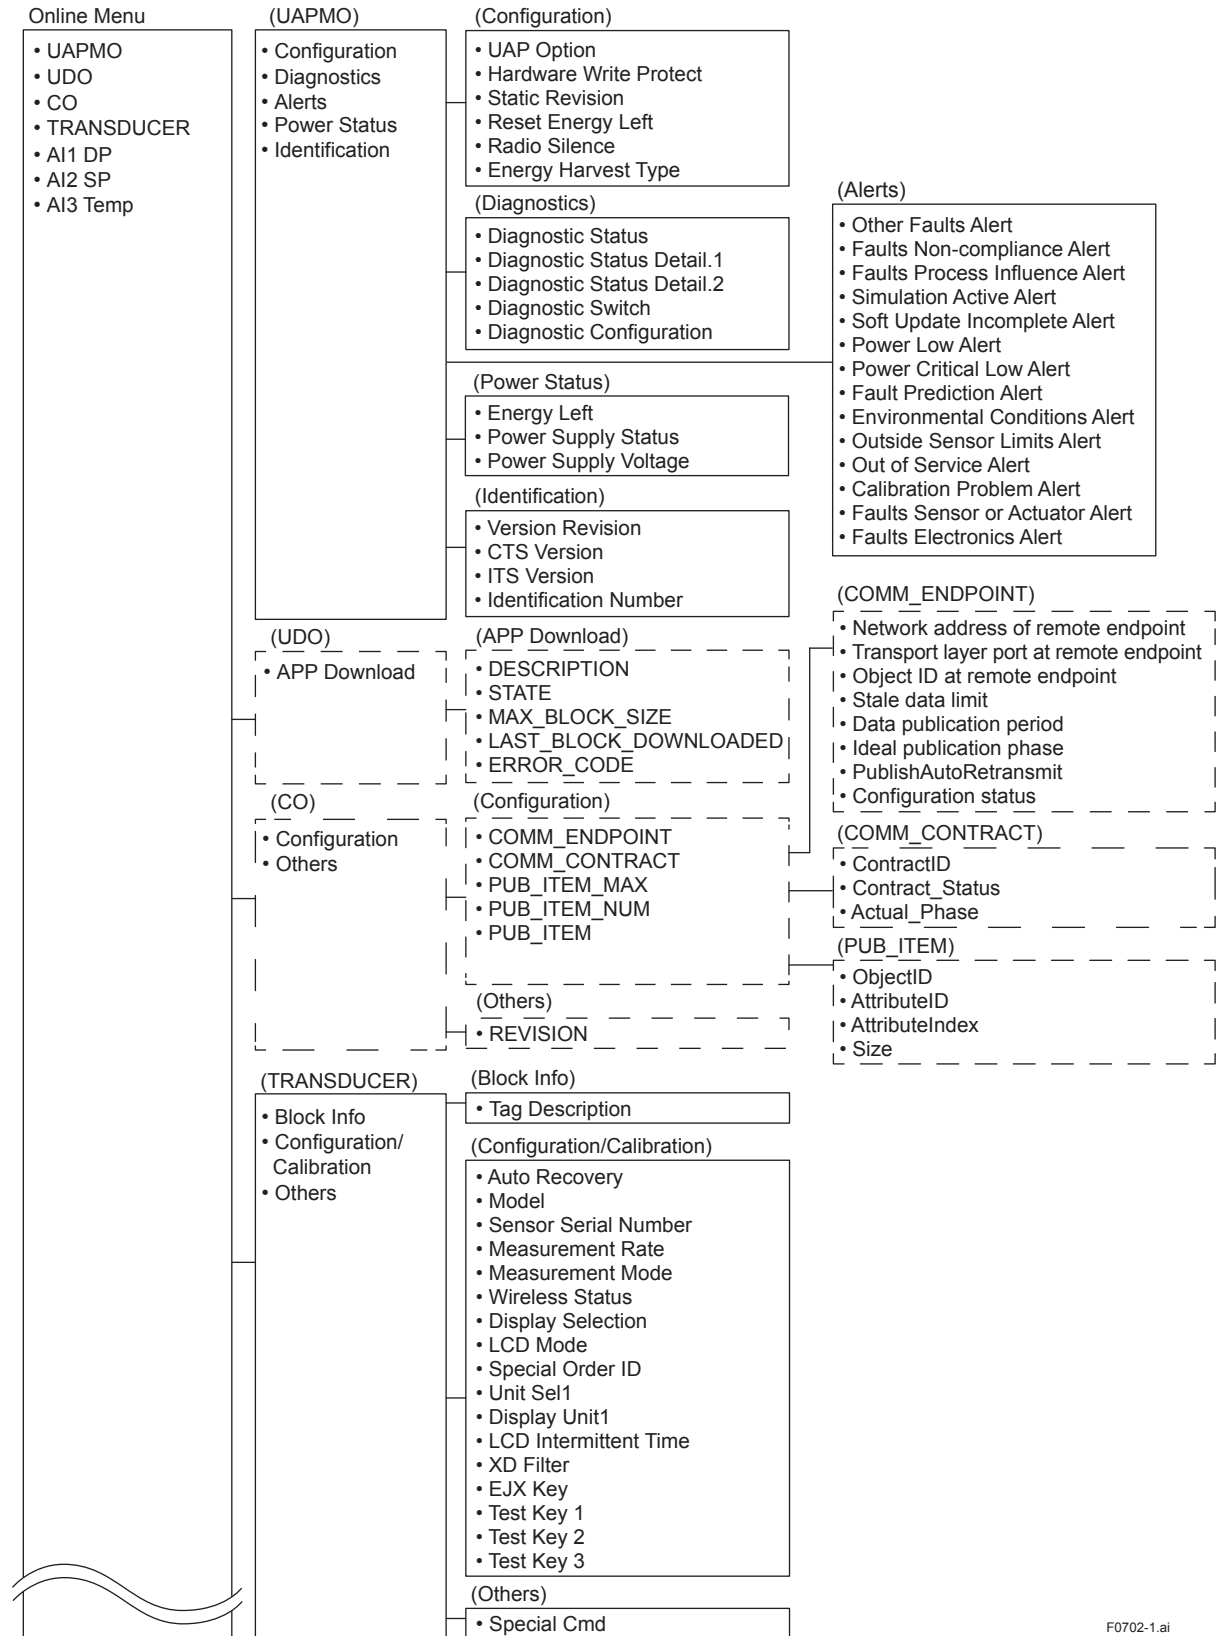 Online Menu
• UAPMO
• UDO
• CO
• TRANSDUCER
• AI1 DP
• AI2 SP
• AI3 Temp
(UAPMO)
• Configuration
• Diagnostics
• Alerts
• Power Status
• Identification
(Configuration)
• UAP Option
• Hardware Write Protect
• Static Revision
• Reset Energy Left
• Radio Silence
• Energy Harvest Type
(Diagnostics)
• Diagnostic Status
• Diagnostic Status Detail.1
• Diagnostic Status Detail.2
• Diagnostic Switch
• Diagnostic Configuration
(Alerts)
• Other Faults Alert
• Faults Non-compliance Alert
• Faults Process Influence Alert
• Simulation Active Alert
• Soft Update Incomplete Alert
• Power Low Alert
• Power Critical Low Alert
• Fault Prediction Alert
• Environmental Conditions Alert
• Outside Sensor Limits Alert
• Out of Service Alert
• Calibration Problem Alert
• Faults Sensor or Actuator Alert
• Faults Electronics Alert
(Power Status)
• Energy Left
• Power Supply Status
• Power Supply Voltage
(Identification)
• Version Revision
• CTS Version
• ITS Version
• Identification Number
(UDO)
• APP Download
(APP Download)
• DESCRIPTION
• STATE
• MAX_BLOCK_SIZE
• LAST_BLOCK_DOWNLOADED
• ERROR_CODE
(CO)
• Configuration
• Others
(Configuration)
• COMM_ENDPOINT
• COMM_CONTRACT
• PUB_ITEM_MAX
• PUB_ITEM_NUM
• PUB_ITEM
(COMM_ENDPOINT)
• Network address of remote endpoint
• Transport layer port at remote endpoint
• Object ID at remote endpoint
• Stale data limit
• Data publication period
• Ideal publication phase
• PublishAutoRetransmit
• Configuration status
(COMM_CONTRACT)
• ContractID
• Contract_Status
• Actual_Phase
(PUB_ITEM)
• ObjectID
• AttributeID
• AttributeIndex
• Size
(Others)
• REVISION
(TRANSDUCER)
• Block Info
• Configuration/
Calibration
• Others
(Block Info)
• Tag Description
(Configuration/Calibration)
• Auto Recovery
• Model
• Sensor Serial Number
• Measurement Rate
• Measurement Mode
• Wireless Status
• Display Selection
• LCD Mode
• Special Order ID
• Unit Sel1
• Display Unit1
• LCD Intermittent Time
• XD Filter
• EJX Key
• Test Key 1
• Test Key 2
• Test Key 3
(Others)
• Special Cmd
F0702-1.ai